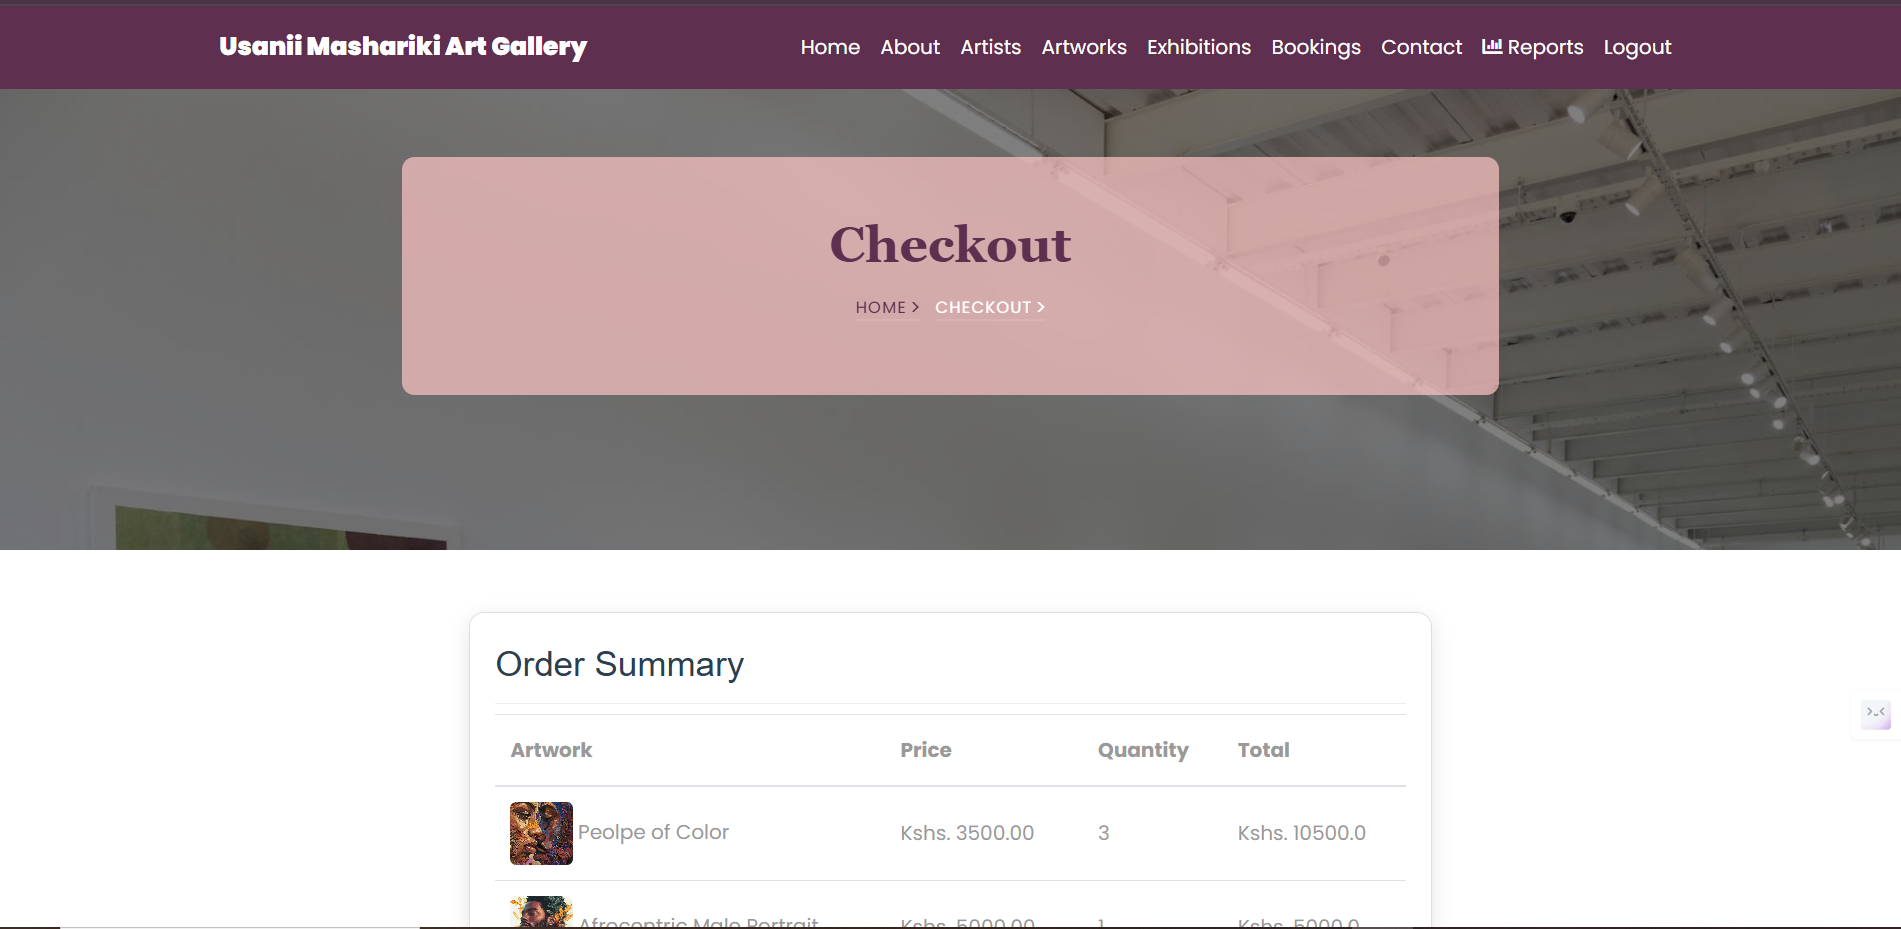 Usanii Mashariki Art Gallery
Home About Artists Artworks Exhibitions Bookings Contact Reports Logout
Checkout
HOME > CHECKOUT >
Order Summary
Artwork Price Quantity Total
Peolpe of Color Kshs. 3500.00 3 Kshs. 10500.0
Afrocentric Male Portrait Kshs. 5000.00 1 Kshs. 5000.0